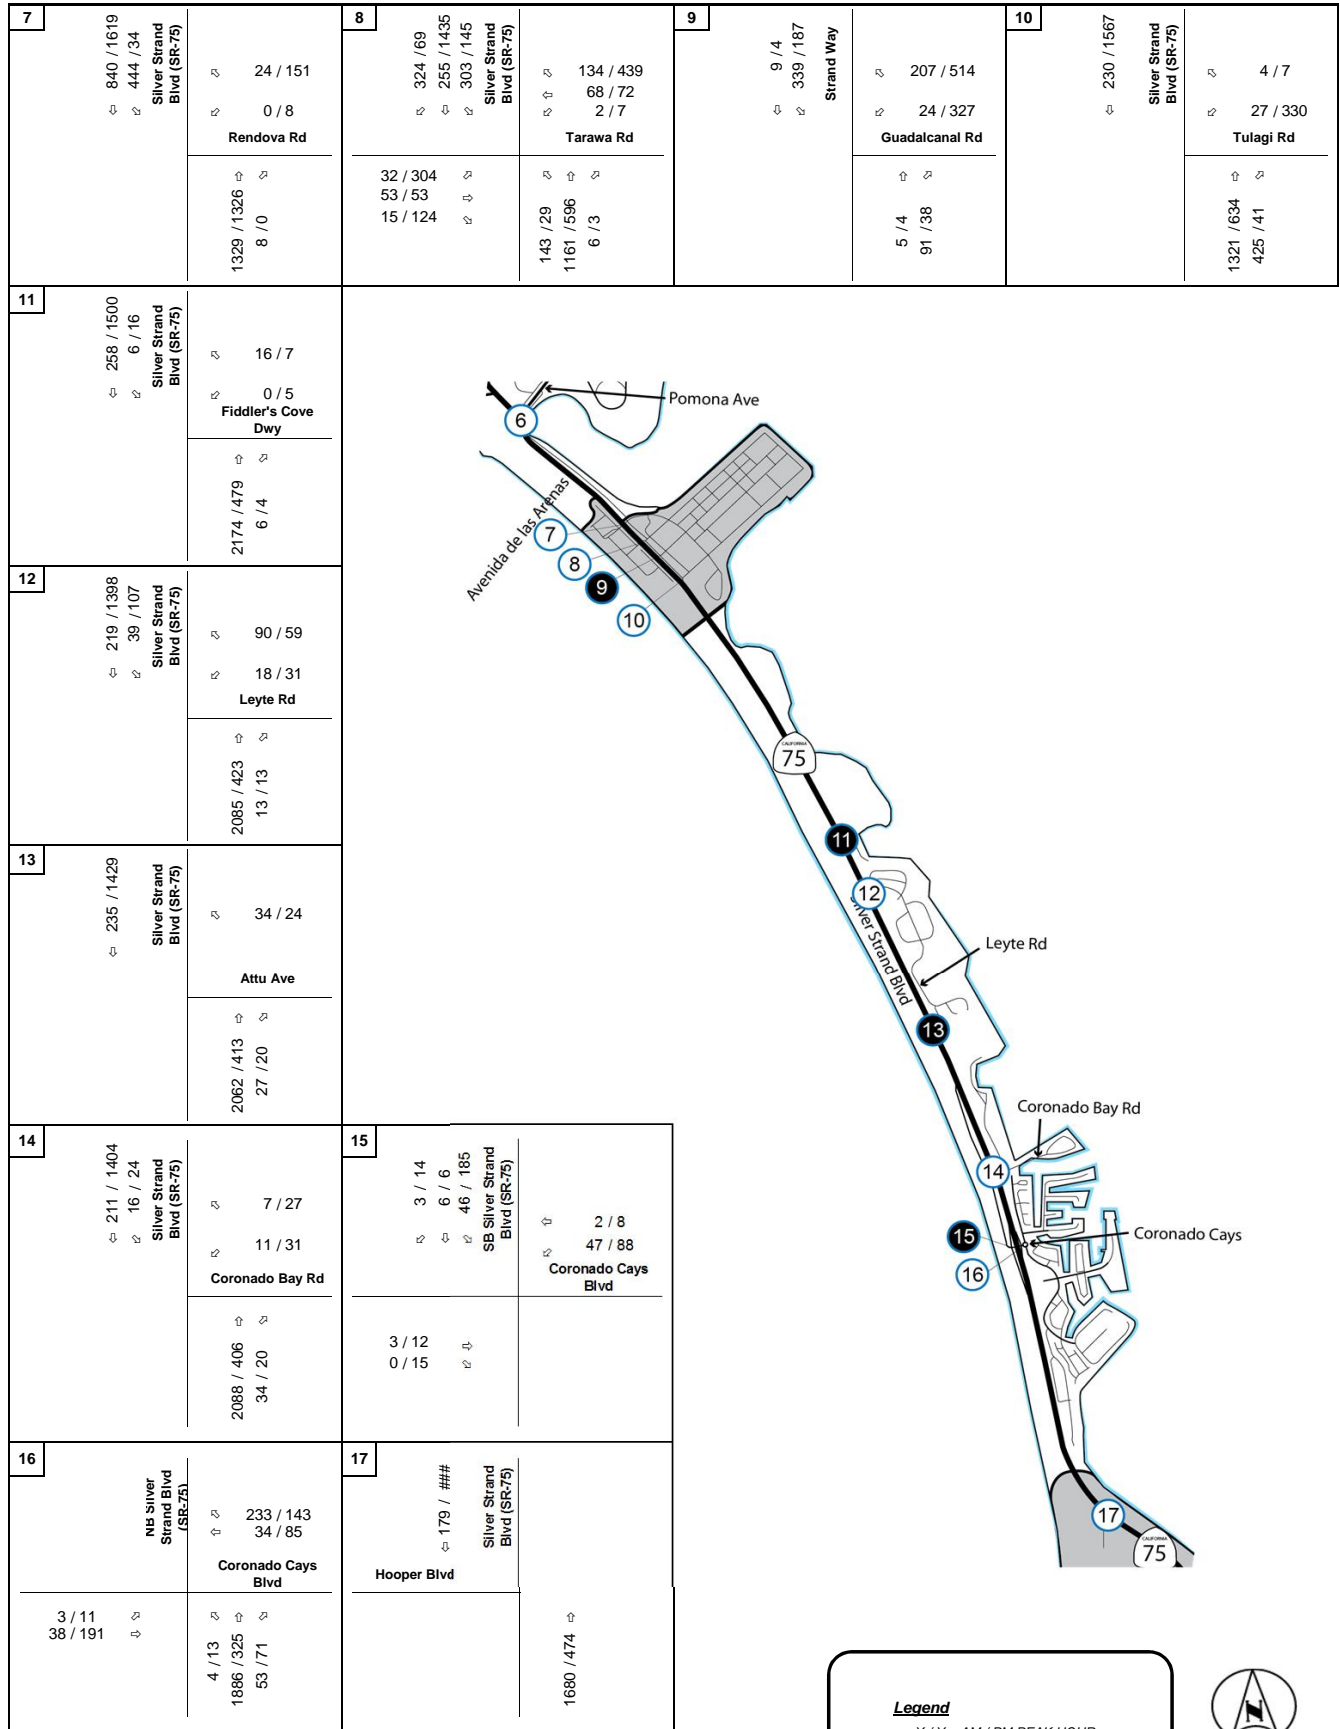 7
840 / 1619
444 / 34
Silver Strand
Blvd (SR-75)
24 / 151
0 / 8
Rendova Rd
1329 / 1326
8 / 0
8
324 / 69
255 / 1435
303 / 145
Silver Strand
Blvd (SR-75)
134 / 439
68 / 72
2 / 7
Tarawa Rd
32 / 304
53 / 53
15 / 124
143 / 29
1161 / 596
6 / 3
9
9 / 4
339 / 187
Strand Way
207 / 514
24 / 327
Guadalcanal Rd
5 / 4
91 / 38
10
230 / 1567
Silver Strand
Blvd (SR-75)
4 / 7
27 / 330
Tulagi Rd
1321 / 634
425 / 41
11
258 / 1500
6 / 16
Silver Strand
Blvd (SR-75)
16 / 7
0 / 5
Fiddler's Cove
Dwy
2174 / 479
6 / 4
12
219 / 1398
39 / 107
Silver Strand
Blvd (SR-75)
90 / 59
18 / 31
Leyte Rd
2085 / 423
13 / 13
13
235 / 1429
Silver Strand
Blvd (SR-75)
34 / 24
Attu Ave
2062 / 413
27 / 20
14
211 / 1404
16 / 24
Silver Strand
Blvd (SR-75)
7 / 27
11 / 31
Coronado Bay Rd
2088 / 406
34 / 20
15
3 / 14
6 / 6
46 / 185
SB Silver Strand
Blvd (SR-75)
2 / 8
47 / 88
Coronado Cays
Blvd
3 / 12
0 / 15
16
NB Silver
Strand Blvd
(SR-75)
233 / 143
34 / 85
Coronado Cays
Blvd
3 / 11
38 / 191
4 / 13
1886 / 325
53 / 71
17
179 / ###
Silver Strand
Blvd (SR-75)
Hooper Blvd
1680 / 474
Pomona Ave
6
Avenida de las Arenas
7
8
9
10
CALIFORNIA
75
11
12
Silver Strand Blvd
Leyte Rd
13
Coronado Bay Rd
14
15
Coronado Cays
16
17
CALIFORNIA
75
Legend
X / Y = AM / PM PEAK HOUR
N